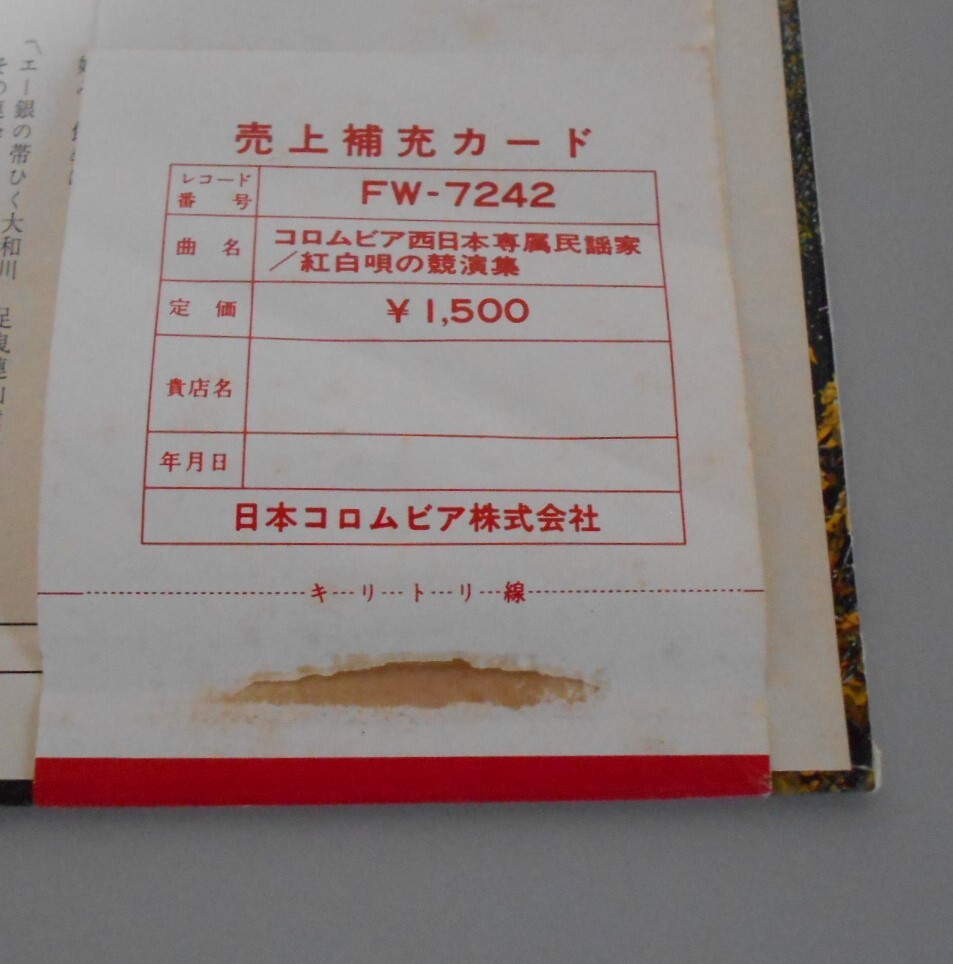 売上補充カード
レコード
番号
FW-7242
曲名
コロムビア西日本専属民謡家
／紅白唄の競演集
定価
¥1,500
貴店名
年月日
日本コロムビア株式会社
キ…リ…ト…リ…線
エー銀の帯ひく大和川